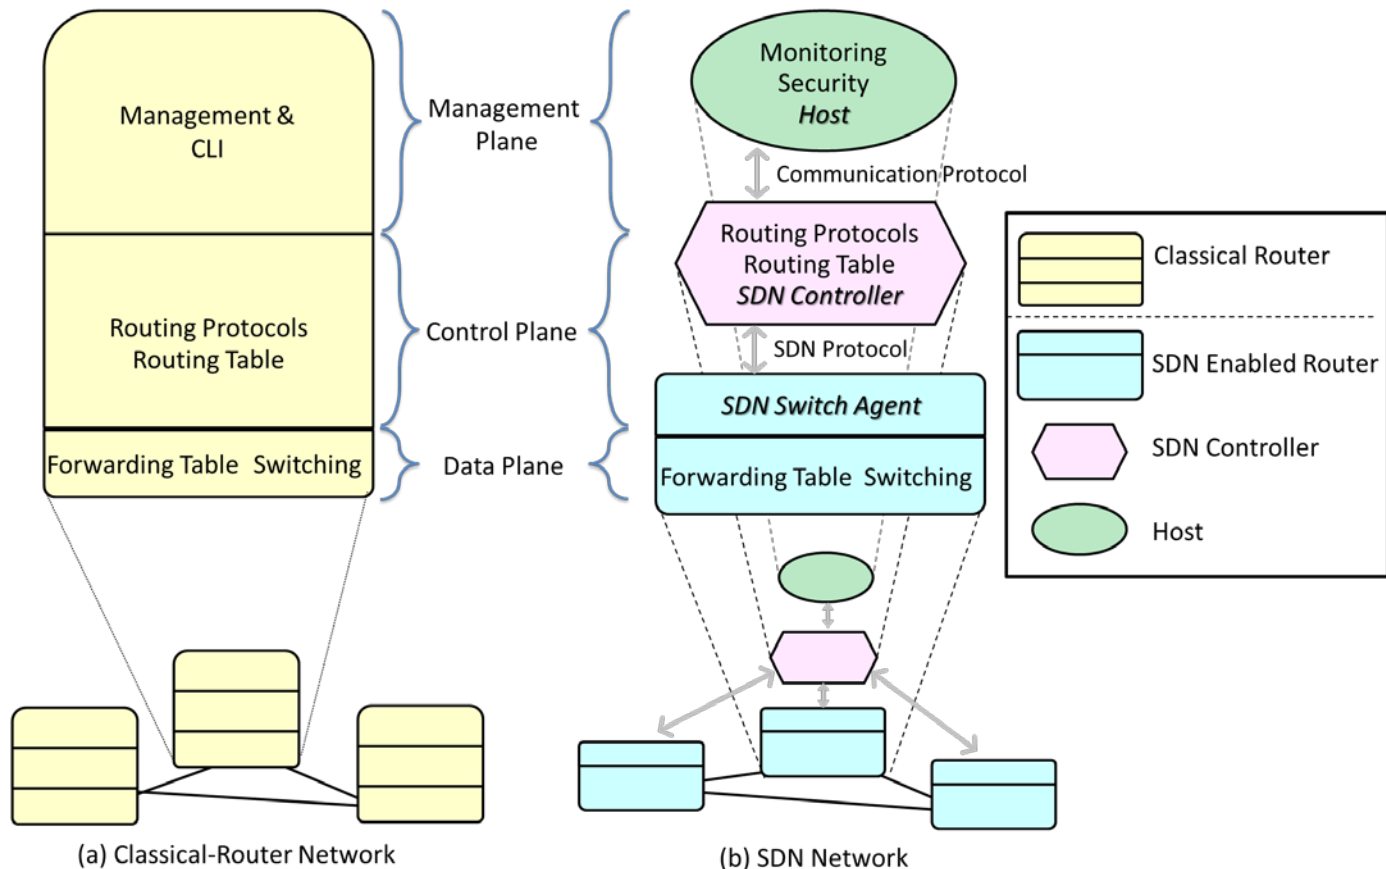 Management &
CLI
Routing Protocols
Routing Table
Forwarding Table  Switching
Management
Plane
Control Plane
Data Plane
Monitoring
Security
Host
Communication Protocol
Routing Protocols
Routing Table
SDN Controller
SDN Protocol
SDN Switch Agent
Forwarding Table  Switching
Classical Router
SDN Enabled Router
SDN Controller
Host
(a) Classical-Router Network
(b) SDN Network